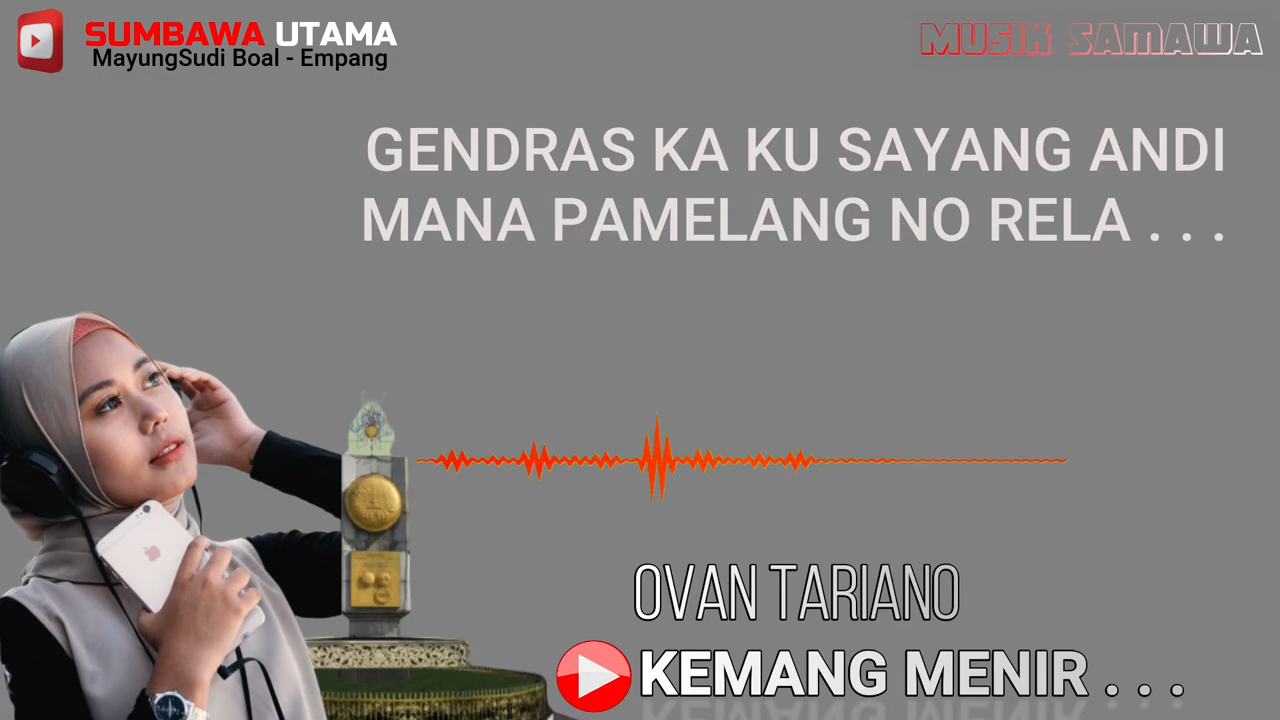 SUMBAWA UTAMA
MayungSudi Boal - Empang
MUSIK SAMAWA
GENDRAS KA KU SAYANG ANDI
MANA PAMELANG NO RELA . . .
OVAN TARIANO
KEMANG MENIR . . .